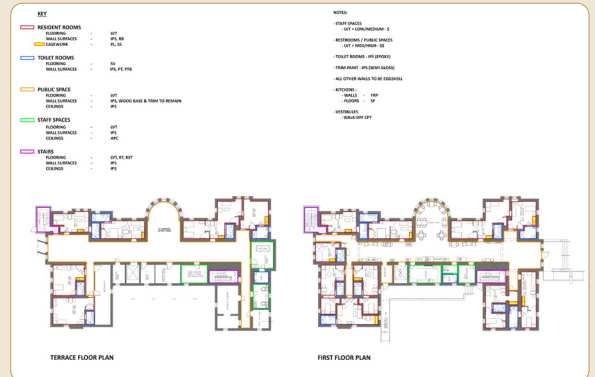 KEY
RESIDENT ROOMS
FLOORING - LVT
WALL SURFACES - IPS, RB
CASEWORK - PL, SS
TOILET ROOMS
FLOORING - SV
WALL SURFACES - IPS, PT, PTB
PUBLIC SPACE
FLOORING - LVT
WALL SURFACES - IPS, WOOD BASE & TRIM TO REMAIN
CEILINGS - IPS
STAFF SPACES
FLOORING - LVT
WALL SURFACES - IPS
CEILINGS - APC
STAIRS
FLOORING - LVT, RT, RST
WALL SURFACES - IPS
CEILINGS - IPS
NOTES:
- STAFF SPACES
- LVT = LOW/MEDIUM - $
- RESTROOMS / PUBLIC SPACES
- LVT = MED/HIGH - $$
- TOILET ROOMS - IPS (EPOXY)
- TRIM PAINT - IPS (SEMI GLOSS)
- ALL OTHER WALLS TO BE EGGSHELL
- KITCHENS -
- WALLS - FRP
- FLOORS - SF
- VESTIBULES
- WALK-OFF CPT
TERRACE FLOOR PLAN
FIRST FLOOR PLAN